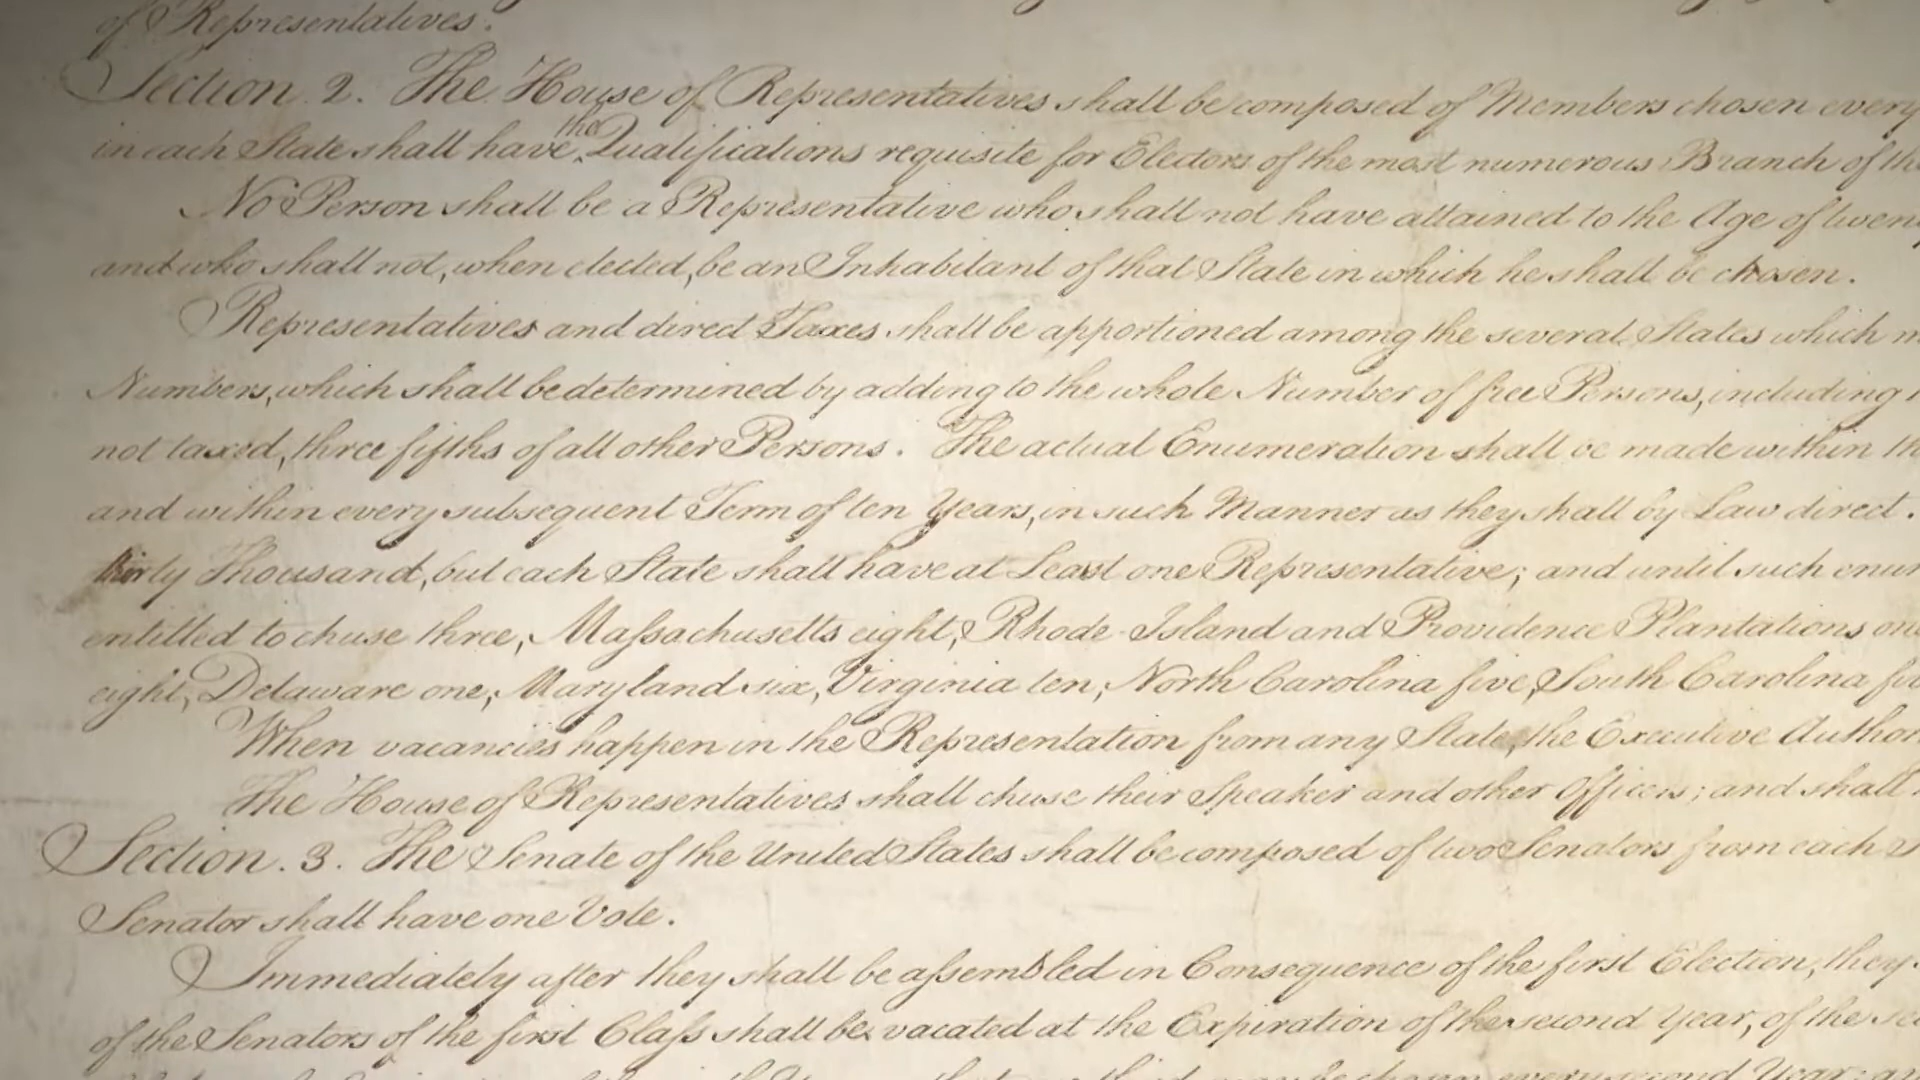 of Representatives.
Section 2. The House of Representatives shall be composed of Members chosen every
in each State shall have the Qualifications requisite for Electors of the most numerous Branch of the
No Person shall be a Representative who shall not have attained to the Age of twen
and who shall not, when elected, be an Inhabitant of that State in which he shall be chosen.
Representatives and direct Taxes shall be apportioned among the several States which m
Numbers, which shall be determined by adding to the whole Number of free Persons, including
not taxed, three fifths of all other Persons. The actual Enumeration shall be made within th
and within every subsequent Term of ten Years, in such Manner as they shall by Law direct.
thirty Thousand, but each State shall have at Least one Representative; and until such enum
entitled to chuse three, Maſsachusetts eight, Rhode-Island and Providence Plantations one
eight, Delaware one, Maryland six, Virginia ten, North Carolina five, South Carolina fiv
When vacancies happen in the Representation from any State, the Executive Author
The House of Representatives shall chuse their Speaker and other Officers; and shall
Section. 3. The Senate of the United States shall be composed of two Senators from each S
Senator shall have one Vote.
Immediately after they shall be aſsembled in Consequence of the first Election, they
of the Senators of the first Claſs shall be vacated at the Expiration of the second Year, of the se
second Year; an